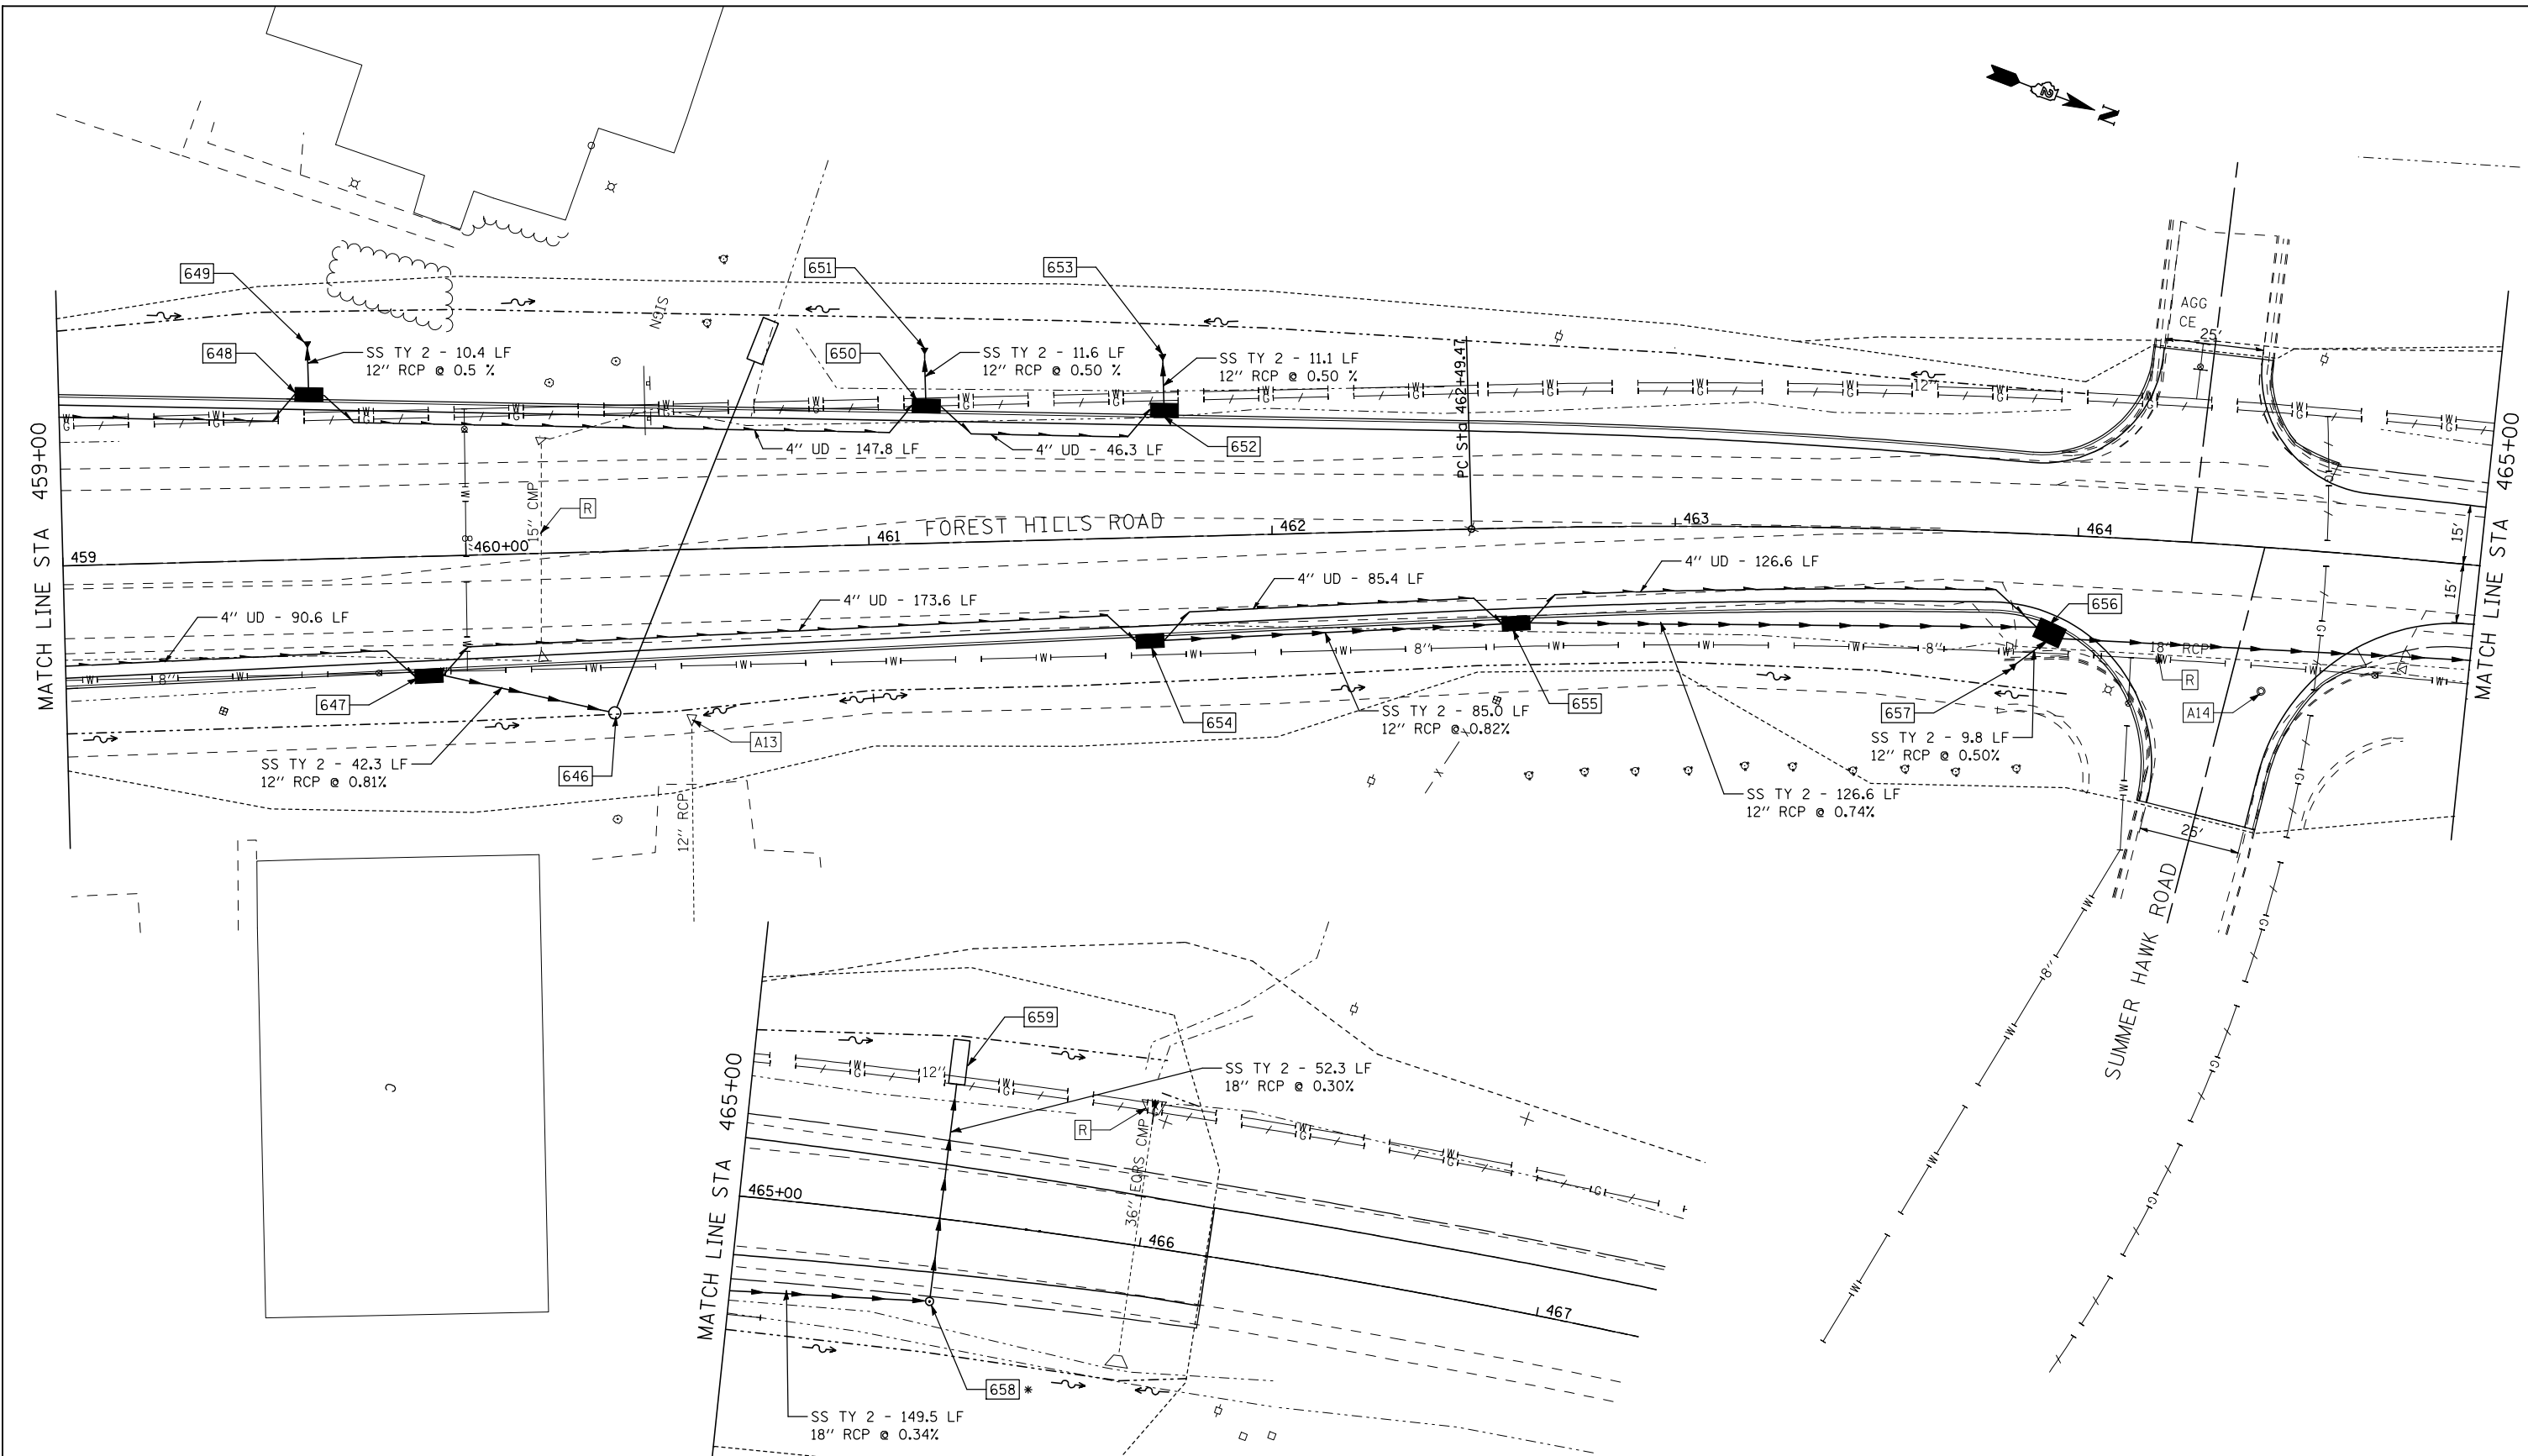 N
649
648
SS TY 2 - 10.4 LF
12" RCP @ 0.5 %
SIGN
651
650
SS TY 2 - 11.6 LF
12" RCP @ 0.50 %
653
SS TY 2 - 11.1 LF
12" RCP @ 0.50 %
652
PC Sta 462+49.47
12"
AGG
CE
25'
4" UD - 147.8 LF
4" UD - 46.3 LF
MATCH LINE STA 459+00
MATCH LINE STA 465+00
15" CMP
R
8"
FOREST HILLS ROAD
459
460+00
461
462
463
464
15'
15'
4" UD - 90.6 LF
4" UD - 173.6 LF
4" UD - 85.4 LF
4" UD - 126.6 LF
656
8"
8"
8"
18" RCP
R
647
646
A13
654
655
657
A14
SS TY 2 - 42.3 LF
12" RCP @ 0.81%
12" RCP
SS TY 2 - 85.0 LF
12" RCP @ 0.82%
SS TY 2 - 126.6 LF
12" RCP @ 0.74%
SS TY 2 - 9.8 LF
12" RCP @ 0.50%
25'
SUMMER HAWK ROAD
8"
C
MATCH LINE STA 465+00
659
12"
SS TY 2 - 52.3 LF
18" RCP @ 0.30%
R
36" EQRS CMP
465+00
466
467
658 *
SS TY 2 - 149.5 LF
18" RCP @ 0.34%